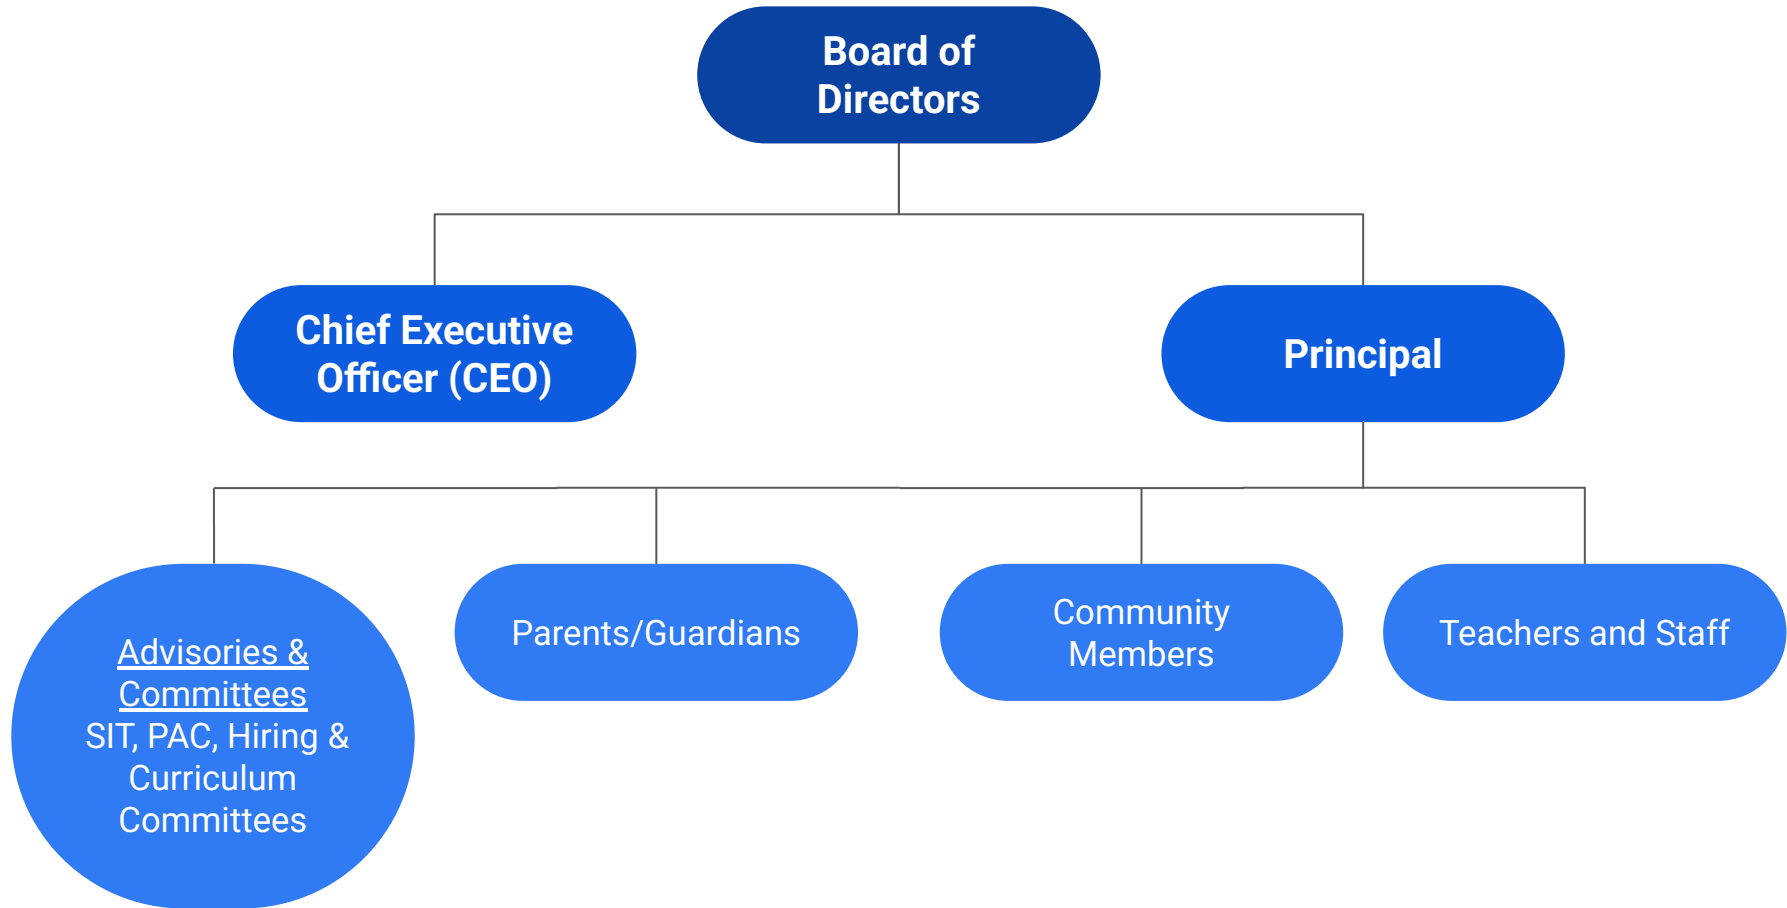 Board of
Directors
Chief Executive
Officer (CEO)
Principal
Advisories &
Committees
SIT, PAC, Hiring &
Curriculum
Committees
Parents/Guardians
Community
Members
Teachers and Staff